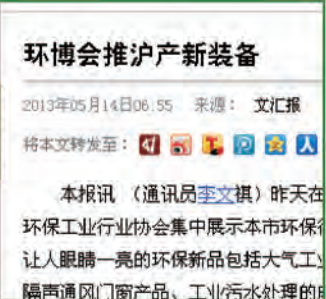 环博会推沪产新装备
2013年05月14日06:55 来源： 文汇报
将本文转发至：
本报讯 （通讯员李文祺）昨天在
环保工业行业协会集中展示本市环保
让人眼睛一亮的环保新品包括大气工业
隔声通风门窗产品、工业污水处理的